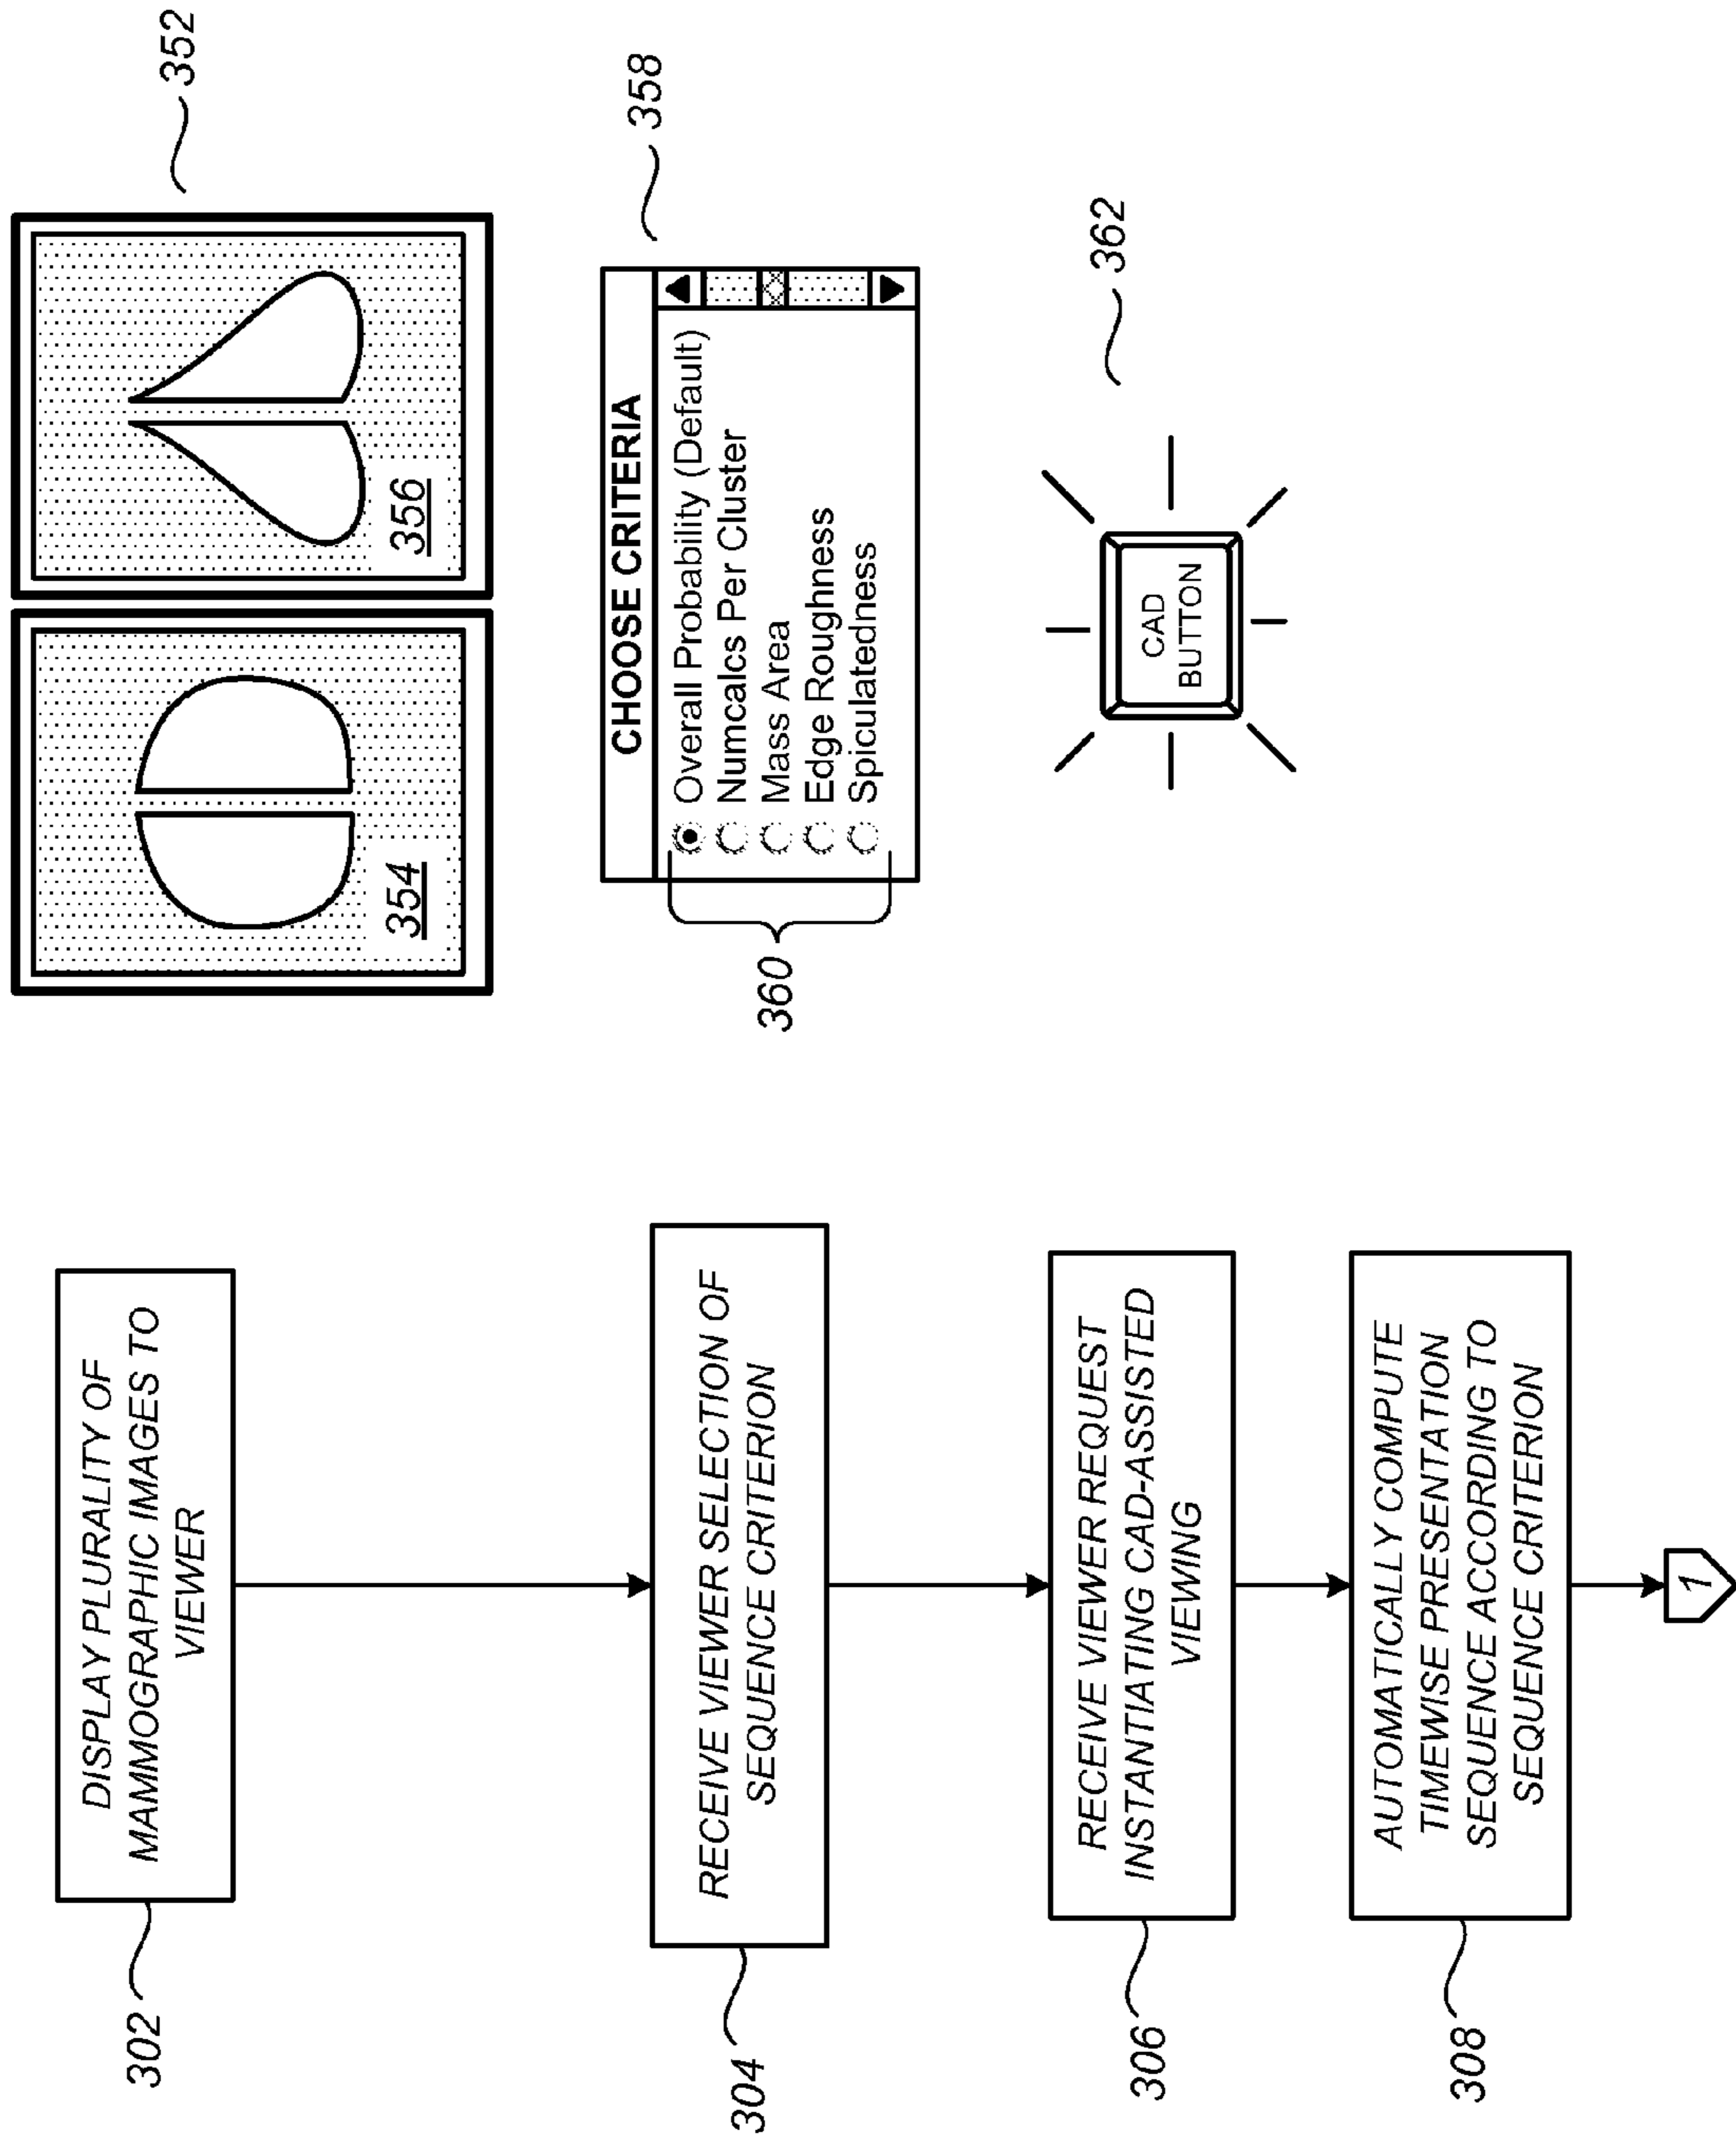 302
DISPLAY PLURALITY OF
MAMMOGRAPHIC IMAGES TO
VIEWER
354
356
352
304
RECEIVE VIEWER SELECTION OF
SEQUENCE CRITERION
CHOOSE CRITERIA
Overall Probability (Default)
Numcalcs Per Cluster
Mass Area
Edge Roughness
Spiculatedness
358
360
306
RECEIVE VIEWER REQUEST
INSTANTIATING CAD-ASSISTED
VIEWING
CAD
BUTTON
362
308
AUTOMATICALLY COMPUTE
TIMEWISE PRESENTATION
SEQUENCE ACCORDING TO
SEQUENCE CRITERION
1